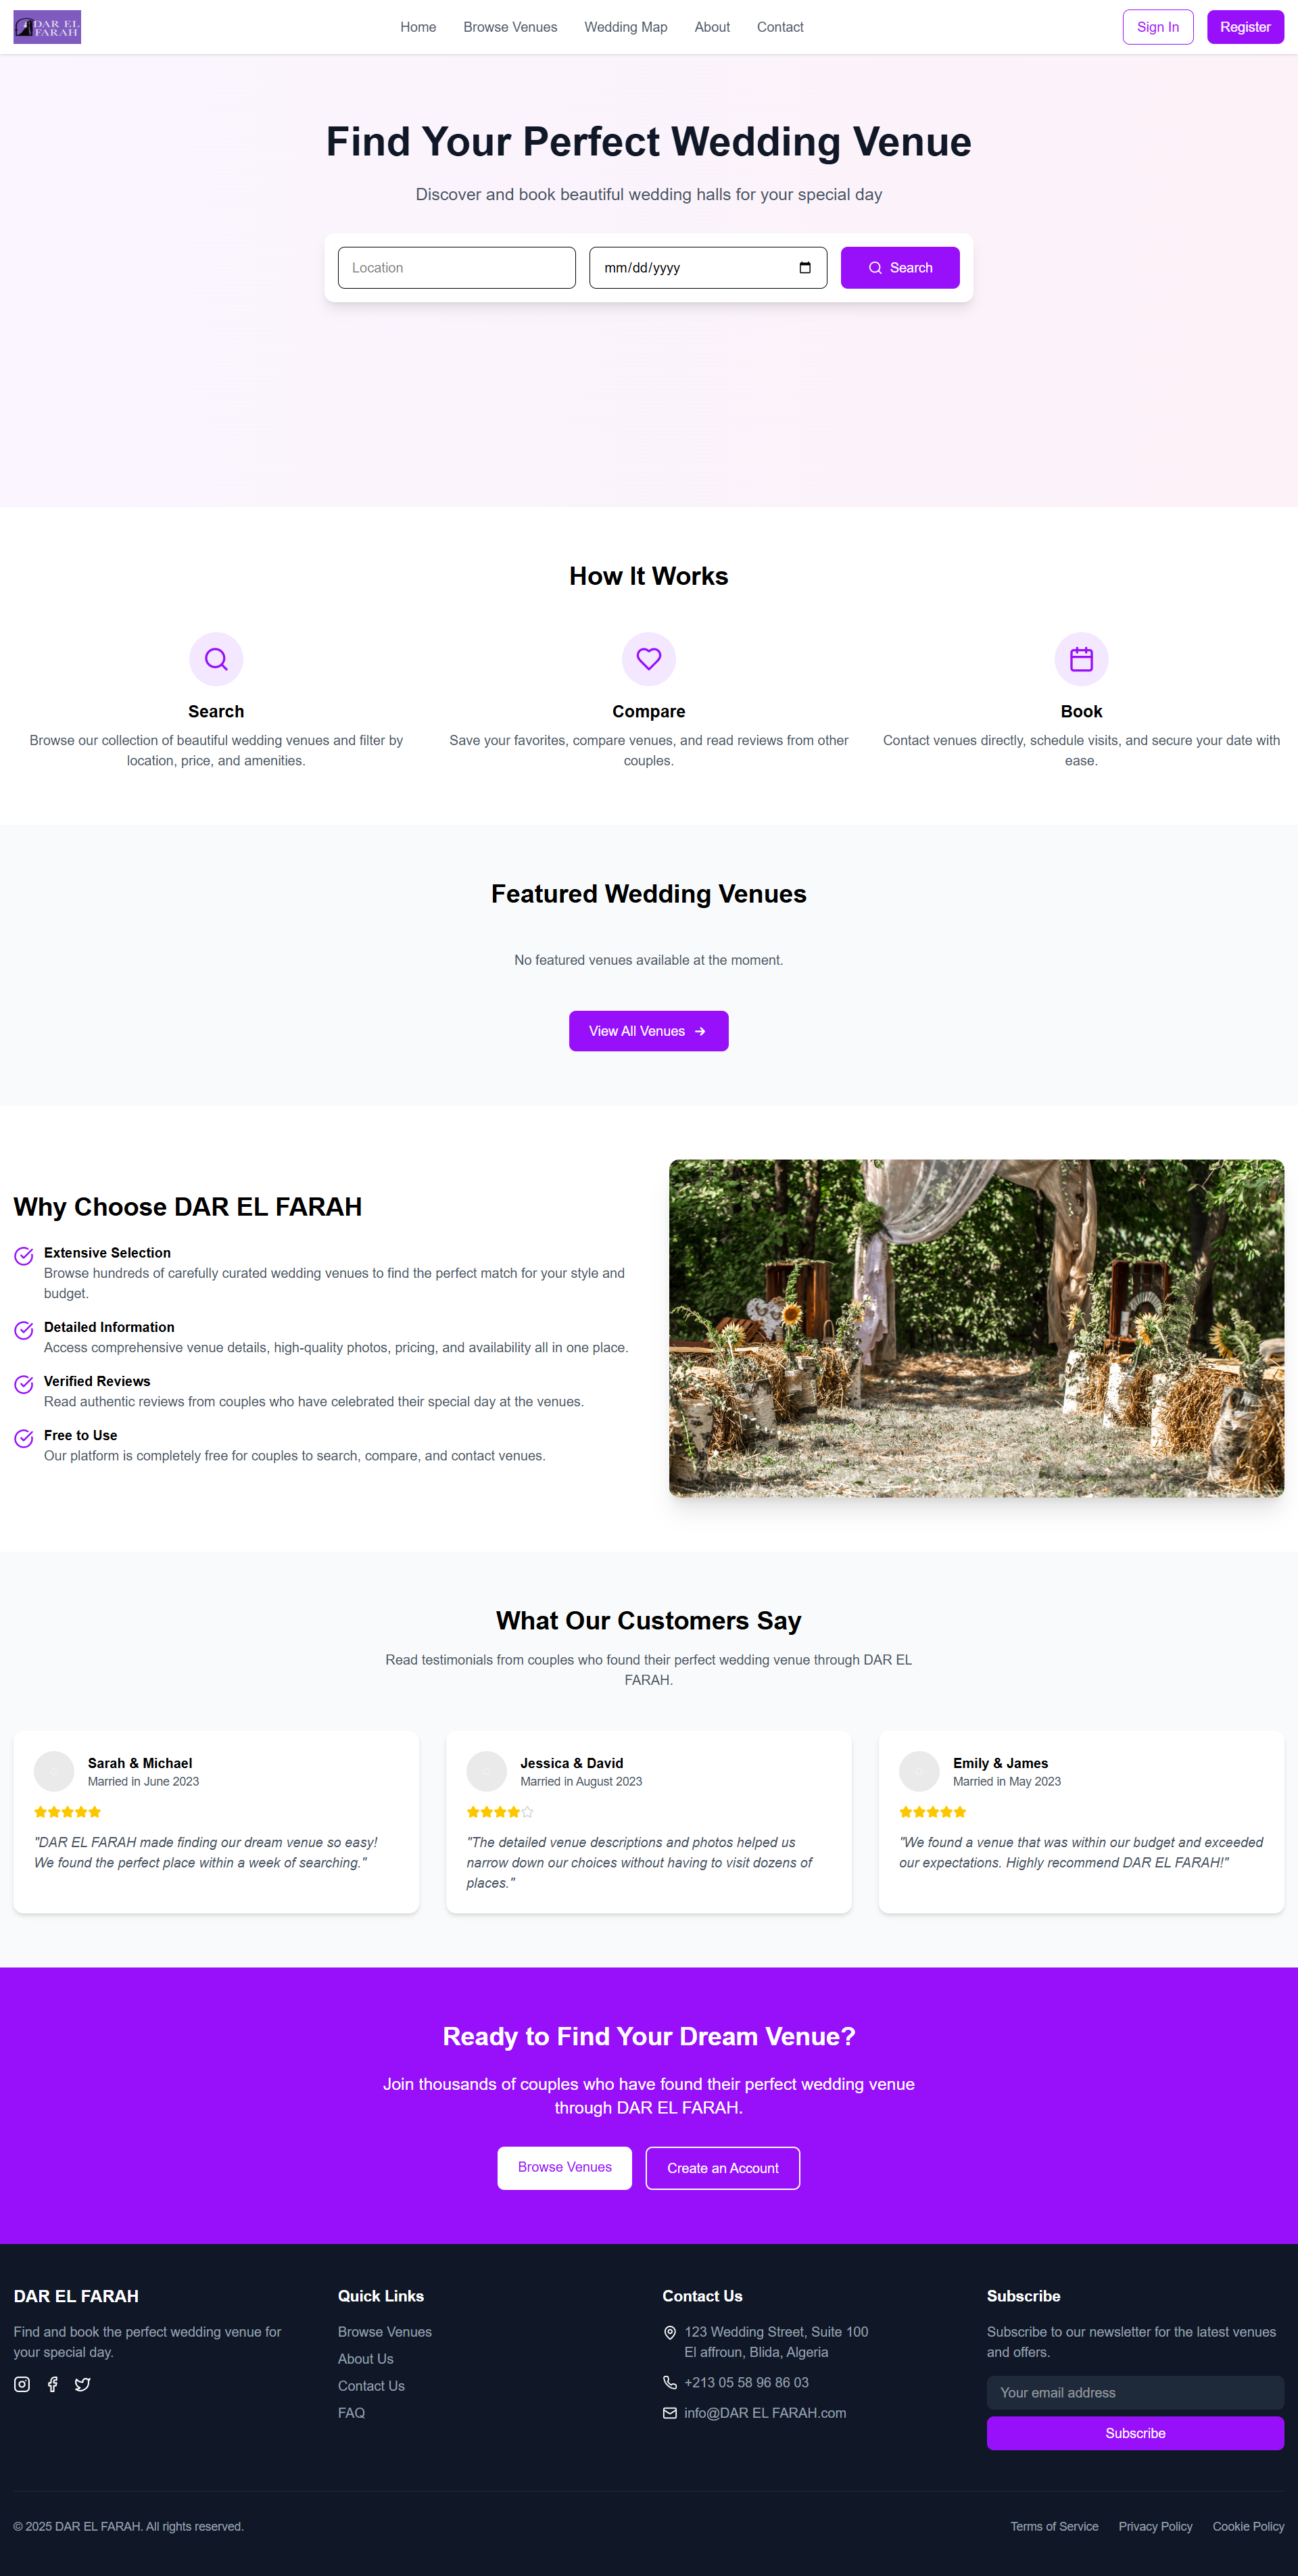 DAR EL
FARAH
Home
Browse Venues
Wedding Map
About
Contact
Sign In
Register
Find Your Perfect Wedding Venue
Discover and book beautiful wedding halls for your special day
Location
mm/dd/yyyy
Search
How It Works
Search
Browse our collection of beautiful wedding venues and filter by
location, price, and amenities.
Compare
Save your favorites, compare venues, and read reviews from other
couples.
Book
Contact venues directly, schedule visits, and secure your date with
ease.
Featured Wedding Venues
No featured venues available at the moment.
View All Venues
Why Choose DAR EL FARAH
Extensive Selection
Browse hundreds of carefully curated wedding venues to find the perfect match for your style and
budget.
Detailed Information
Access comprehensive venue details, high-quality photos, pricing, and availability all in one place.
Verified Reviews
Read authentic reviews from couples who have celebrated their special day at the venues.
Free to Use
Our platform is completely free for couples to search, compare, and contact venues.
What Our Customers Say
Read testimonials from couples who found their perfect wedding venue through DAR EL
FARAH.
Sarah & Michael
Married in June 2023
"DAR EL FARAH made finding our dream venue so easy!
We found the perfect place within a week of searching."
Jessica & David
Married in August 2023
"The detailed venue descriptions and photos helped us
narrow down our choices without having to visit dozens of
places."
Emily & James
Married in May 2023
"We found a venue that was within our budget and exceeded
our expectations. Highly recommend DAR EL FARAH!"
Ready to Find Your Dream Venue?
Join thousands of couples who have found their perfect wedding venue
through DAR EL FARAH.
Browse Venues
Create an Account
DAR EL FARAH
Find and book the perfect wedding venue for
your special day.
Quick Links
Browse Venues
About Us
Contact Us
FAQ
Contact Us
123 Wedding Street, Suite 100
El affroun, Blida, Algeria
+213 05 58 96 86 03
info@DAR EL FARAH.com
Subscribe
Subscribe to our newsletter for the latest venues
and offers.
Your email address
Subscribe
© 2025 DAR EL FARAH. All rights reserved.
Terms of Service
Privacy Policy
Cookie Policy